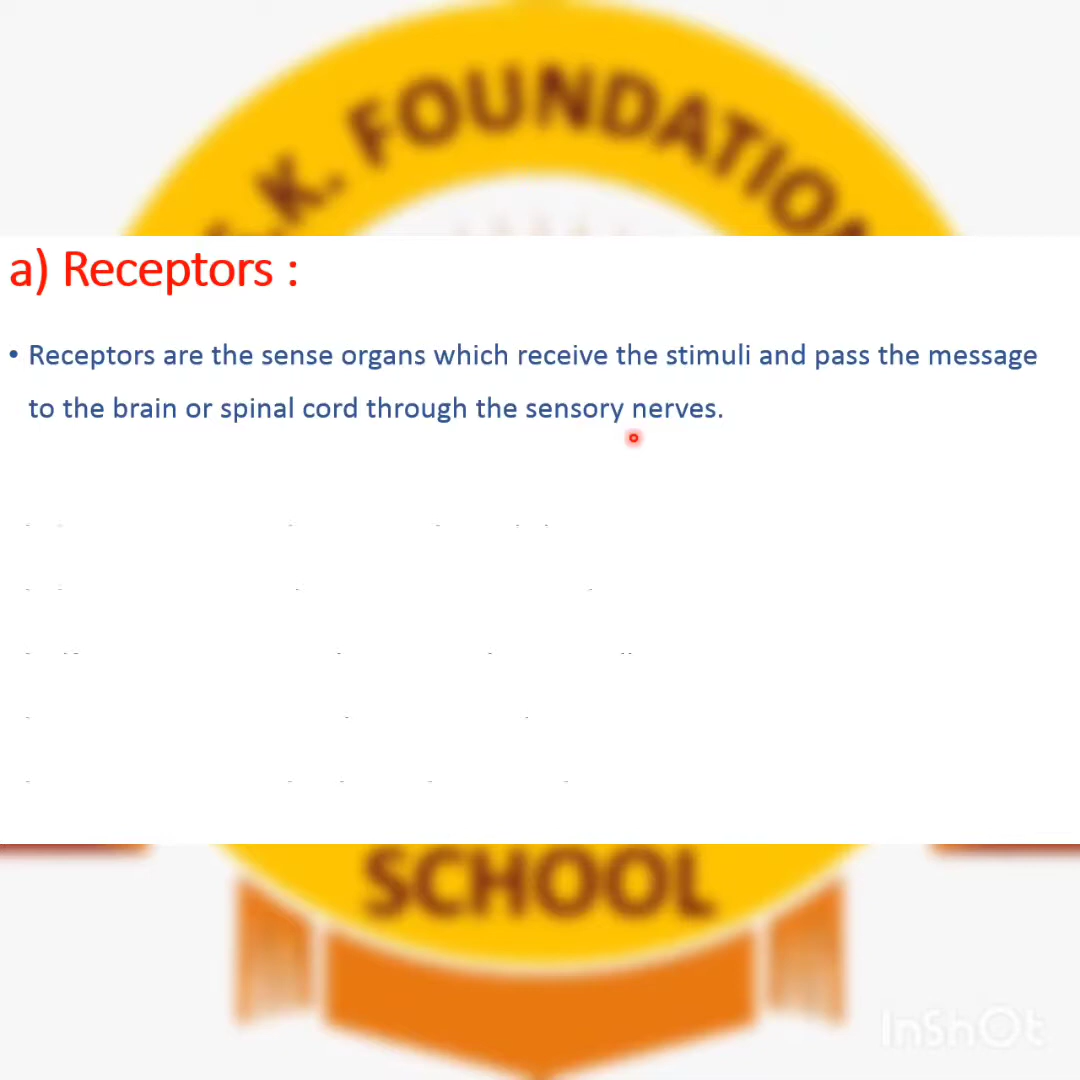 K. FOUNDATION
a) Receptors :
• Receptors are the sense organs which receive the stimuli and pass the message
to the brain or spinal cord through the sensory nerves.
SCHOOL
InShOt